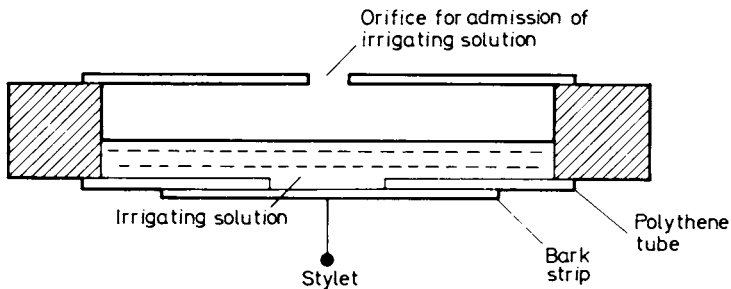 Orifice for admission of
irrigating solution
Irrigating solution
Polythene
tube
Bark
strip
Stylet